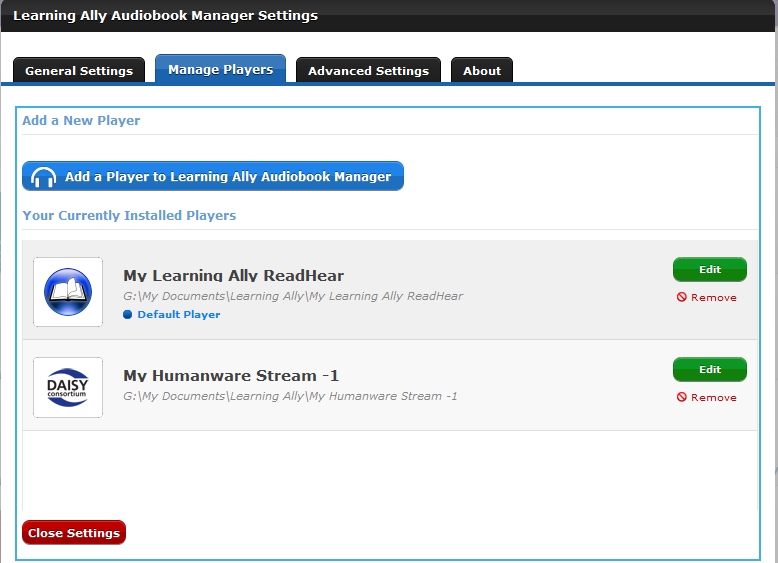 Learning Ally Audiobook Manager Settings
General Settings
Manage Players
Advanced Settings
About
Add a New Player
Add a Player to Learning Ally Audiobook Manager
Your Currently Installed Players
My Learning Ally ReadHear
G:\My Documents\Learning Ally\My Learning Ally ReadHear
Default Player
Edit
Remove
DAISY
consortium
My Humanware Stream -1
G:\My Documents\Learning Ally\My Humanware Stream -1
Edit
Remove
Close Settings